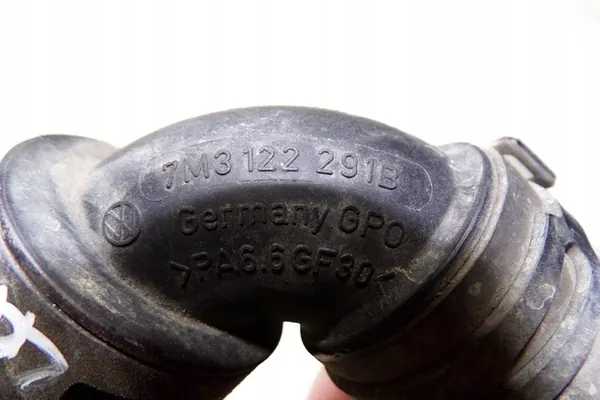 7M3 122 291B
Germany GPO
>PA6.6GF30<